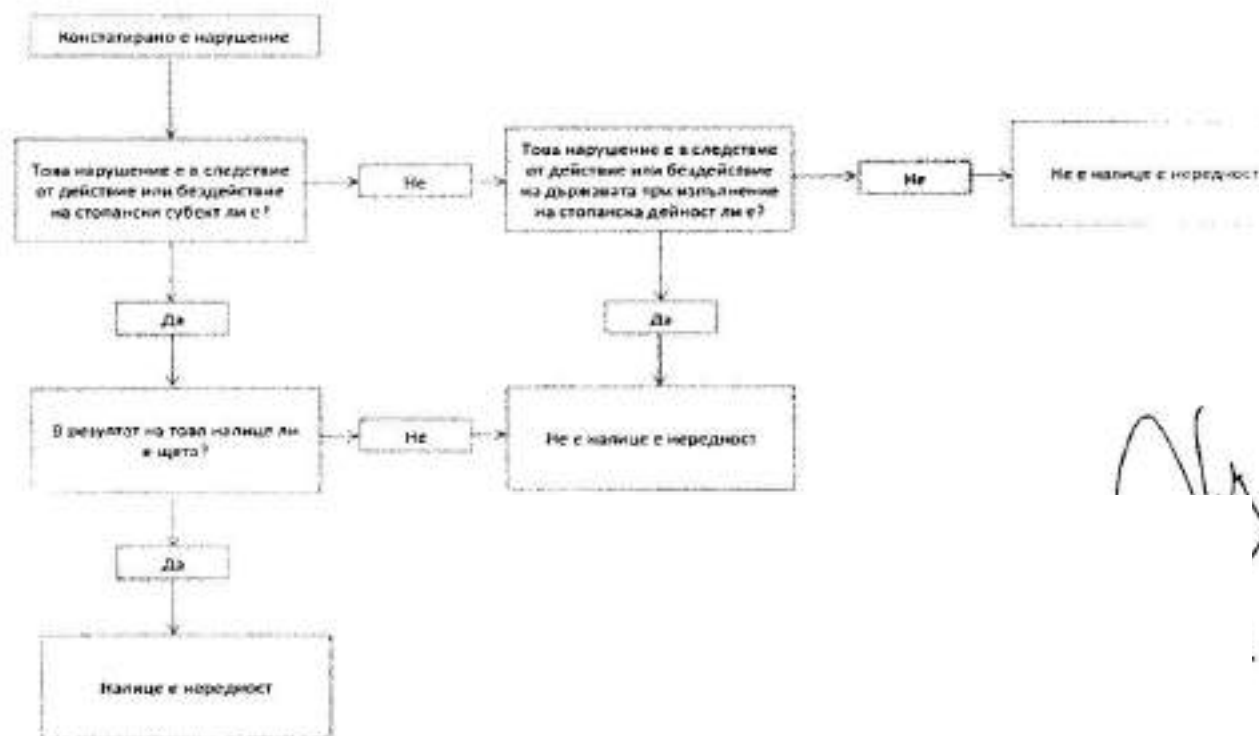 Констатирано е нарушение
Това нарушение е в следствие
от действие или бездействие
на стопански субект ли е ?
Не
Това нарушение е в следствие
от действие или бездействие
на държавата при изпълнение
на стопанска дейност ли е?
Не
Не е налице е нередност
Да
Да
В резултат на това налице ли
е щета?
Не
Не е налице е нередност
Да
Налице е нередност